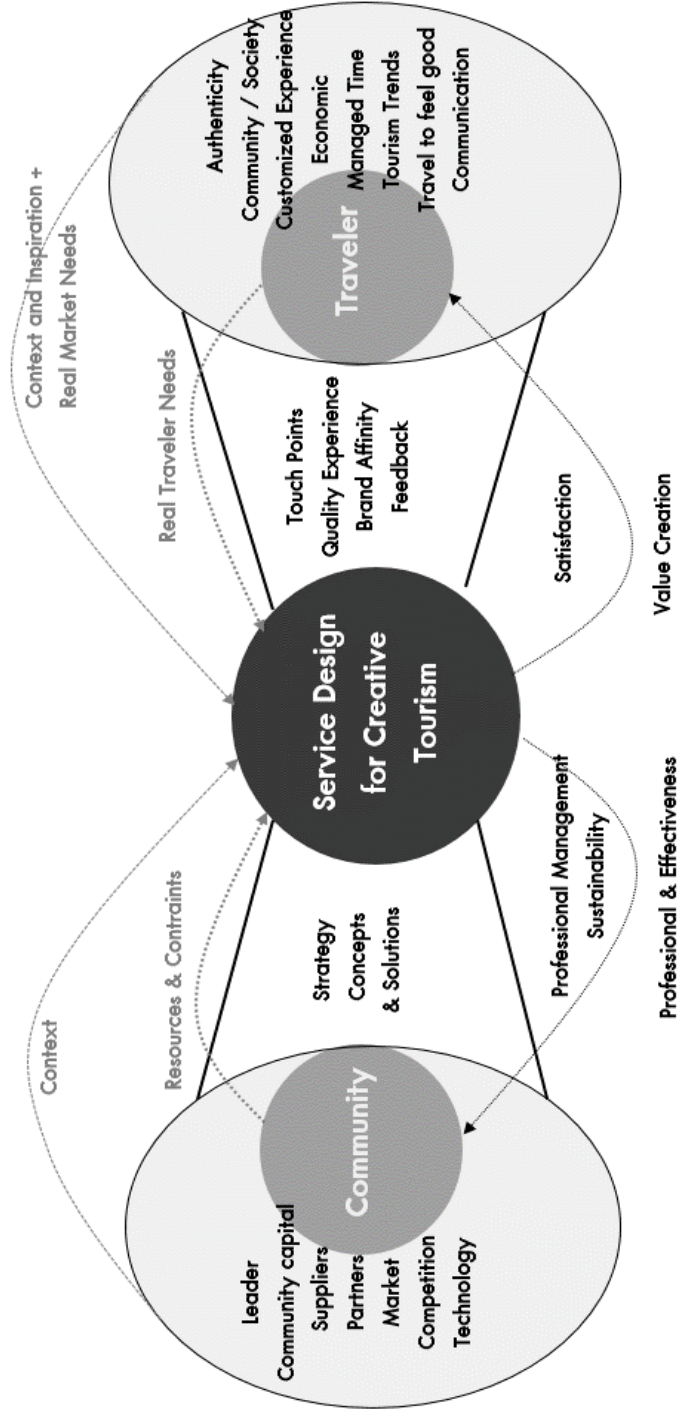 Context
Context and Inspiration +
Real Market Needs
Resources & Contraints
Real Traveler Needs
Leader
Community capital
Suppliers
Partners
Market
Competition
Technology
Community
Strategy
Concepts
& Solutions
Service Design
for Creative
Tourism
Touch Points
Quality Experience
Brand Affinity
Feedback
Traveler
Authenticity
Community / Society
Customized Experience
Economic
Managed Time
Tourism Trends
Travel to feel good
Communication
Professional Management
Sustainability
Satisfaction
Professional & Effectiveness
Value Creation